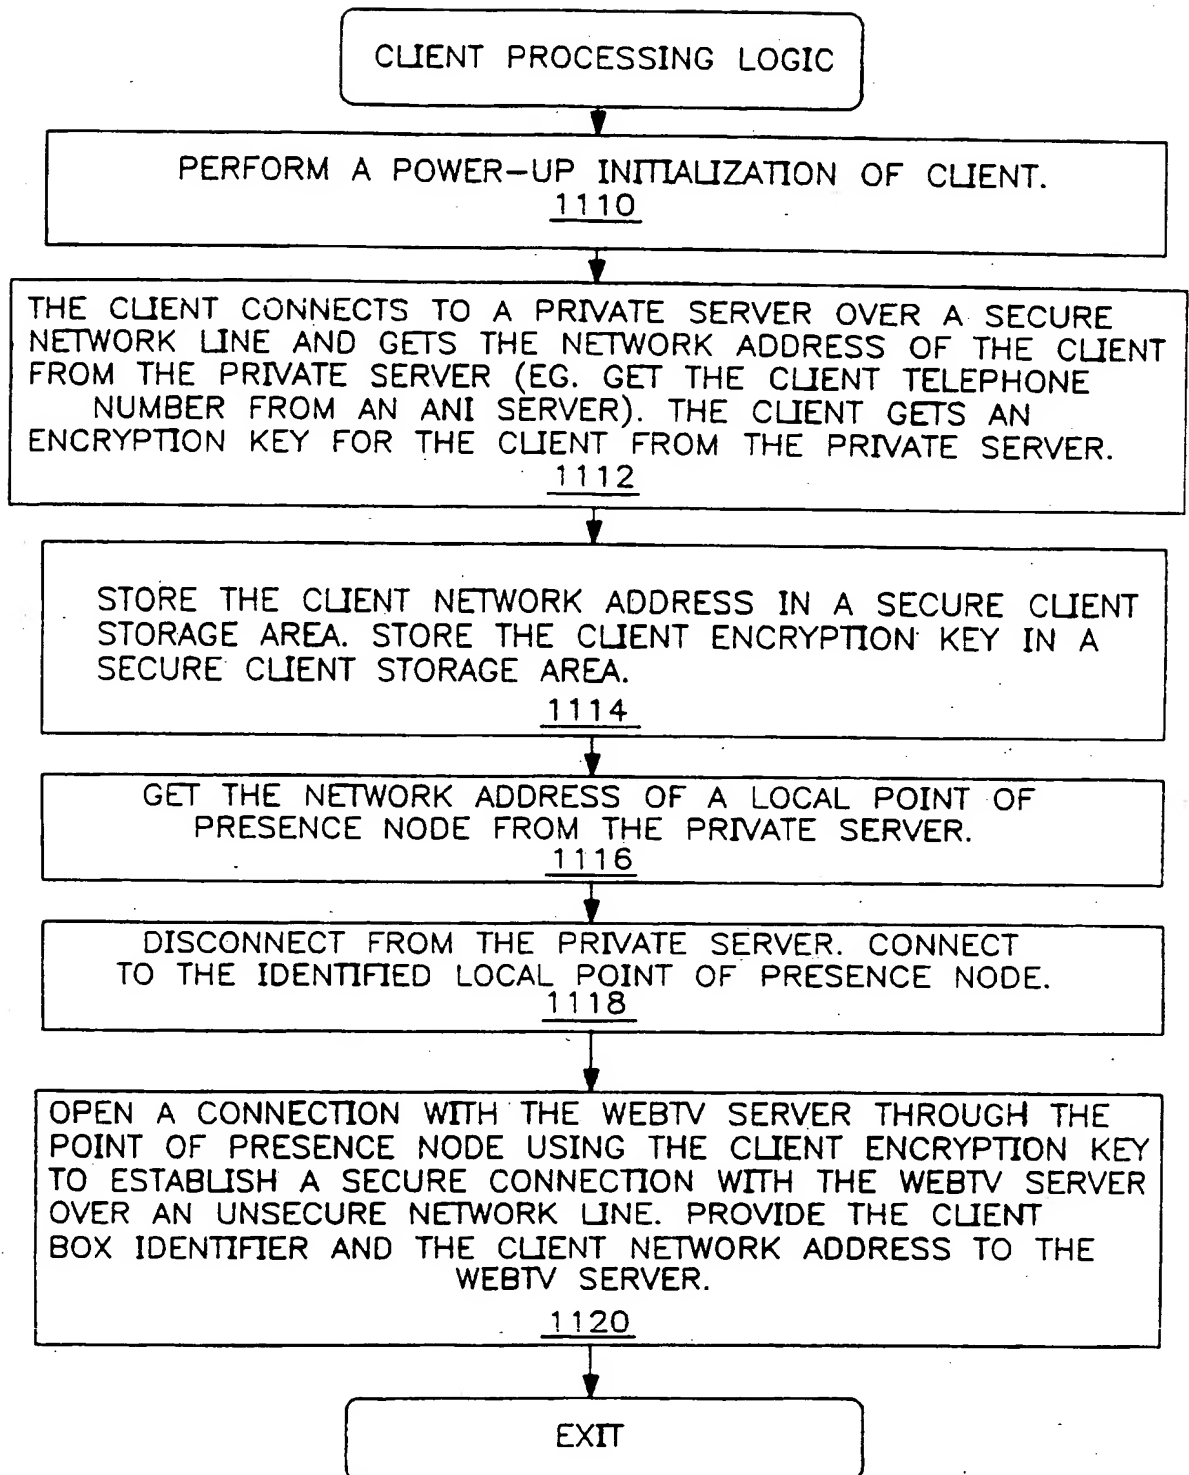 CLIENT PROCESSING LOGIC
PERFORM A POWER-UP INITIALIZATION OF CLIENT.
1110
THE CLIENT CONNECTS TO A PRIVATE SERVER OVER A SECURE
NETWORK LINE AND GETS THE NETWORK ADDRESS OF THE CLIENT
FROM THE PRIVATE SERVER (EG. GET THE CLIENT TELEPHONE
NUMBER FROM AN ANI SERVER). THE CLIENT GETS AN
ENCRYPTION KEY FOR THE CLIENT FROM THE PRIVATE SERVER.
1112
STORE THE CLIENT NETWORK ADDRESS IN A SECURE CLIENT
STORAGE AREA. STORE THE CLIENT ENCRYPTION KEY IN A
SECURE CLIENT STORAGE AREA.
1114
GET THE NETWORK ADDRESS OF A LOCAL POINT OF
PRESENCE NODE FROM THE PRIVATE SERVER.
1116
DISCONNECT FROM THE PRIVATE SERVER. CONNECT
TO THE IDENTIFIED LOCAL POINT OF PRESENCE NODE.
1118
OPEN A CONNECTION WITH THE WEBTV SERVER THROUGH THE
POINT OF PRESENCE NODE USING THE CLIENT ENCRYPTION KEY
TO ESTABLISH A SECURE CONNECTION WITH THE WEBTV SERVER
OVER AN UNSECURE NETWORK LINE. PROVIDE THE CLIENT
BOX IDENTIFIER AND THE CLIENT NETWORK ADDRESS TO THE
WEBTV SERVER.
1120
EXIT